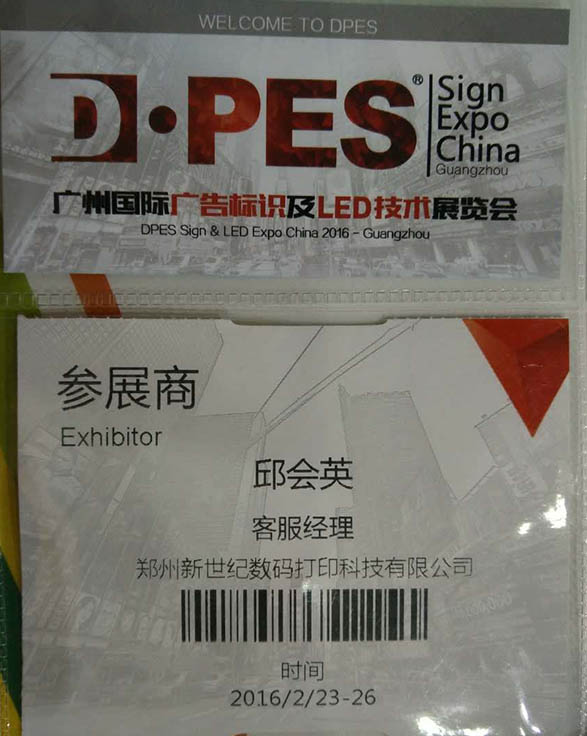 WELCOME TO DPES
D·PES®
Sign
Expo
China
Guangzhou
广州国际广告标识及LED技术展览会
DPES Sign & LED Expo China 2016 - Guangzhou
参展商
Exhibitor
邱会英
客服经理
郑州新世纪数码打印科技有限公司
时间
2016/2/23-26